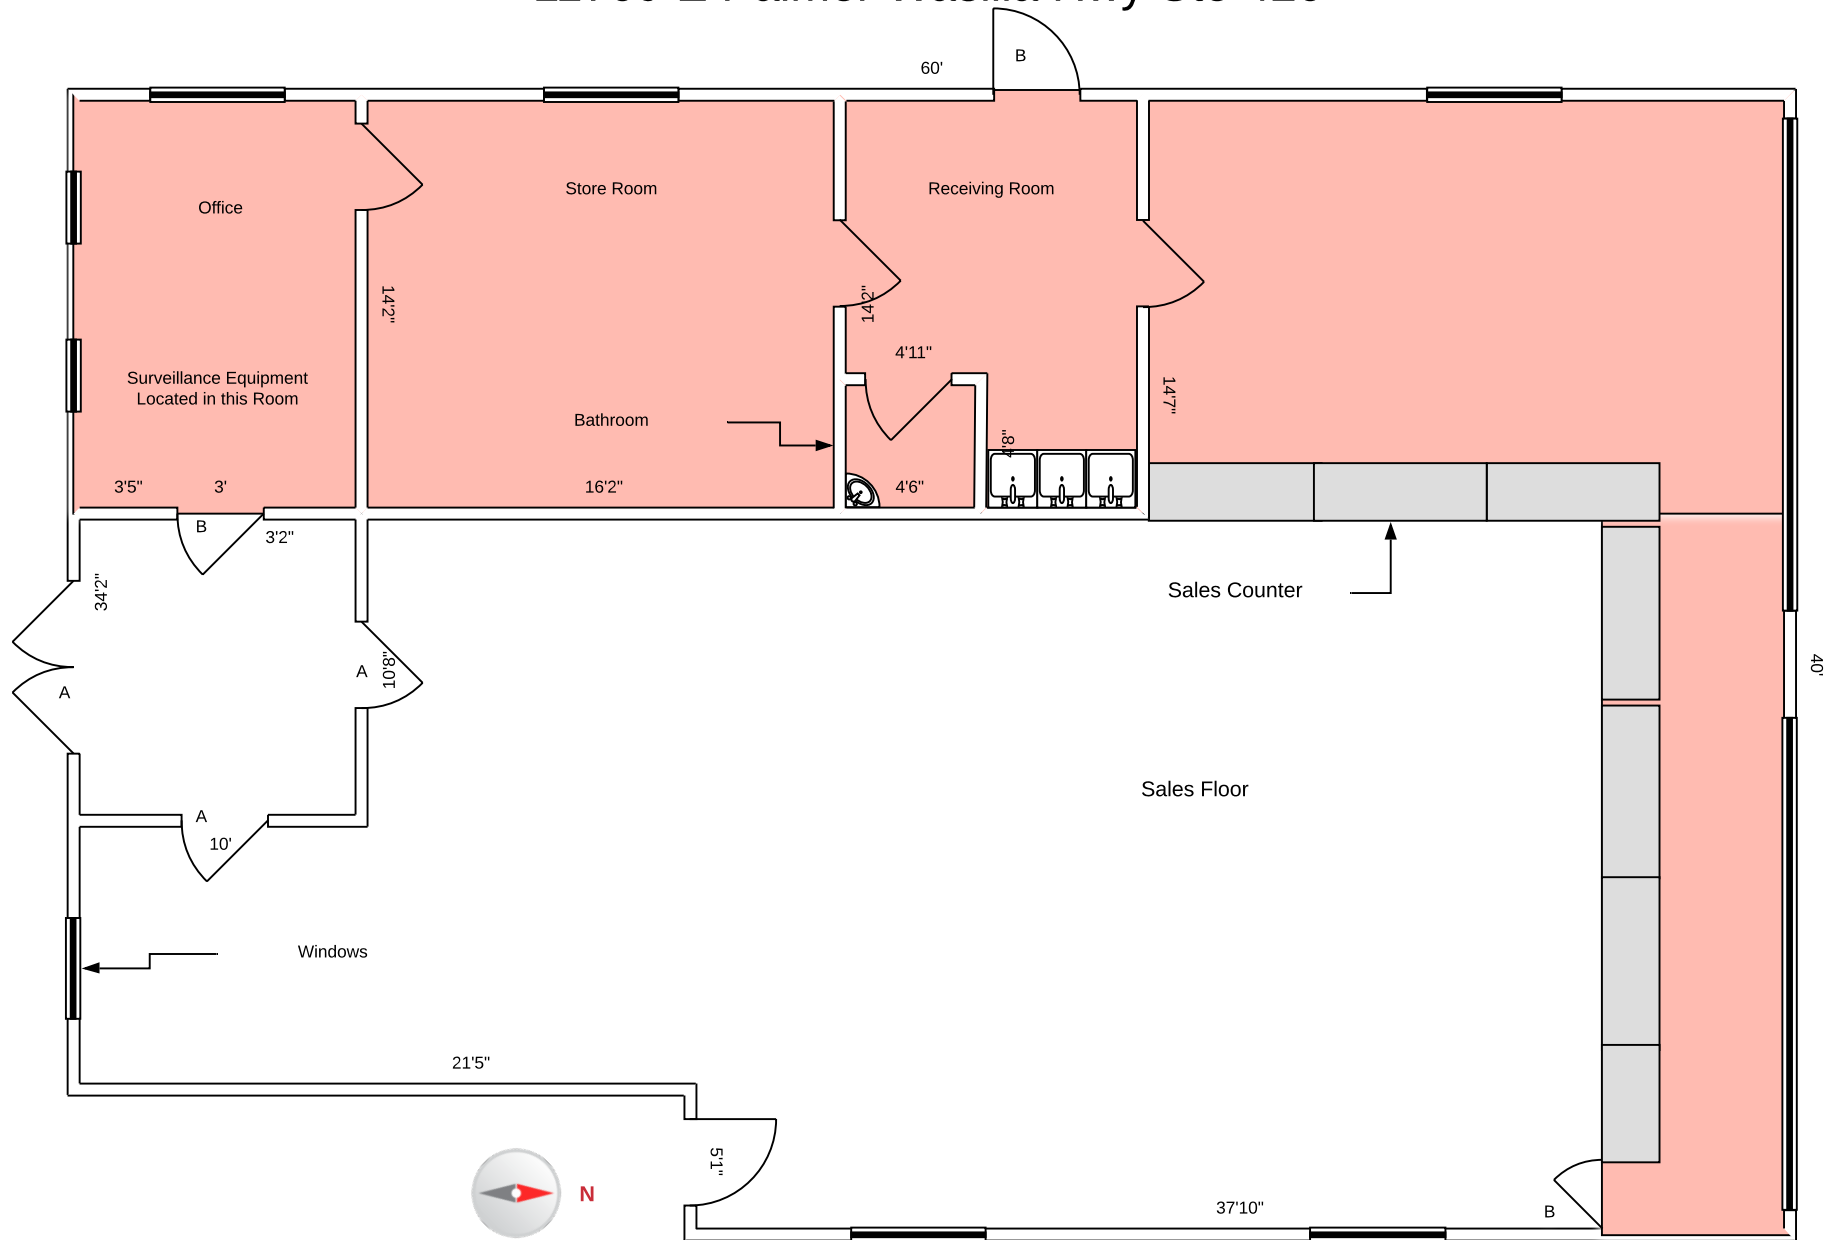 B
60'
Store Room
Receiving Room
Office
14'2"
14'2"
4'11"
Surveillance Equipment
Located in this Room
14'7"
Bathroom
4'8"
3'5"
3'
16'2"
4'6"
B
3'2"
34'2"
Sales Counter
A
10'8"
A
40'
Sales Floor
A
10'
Windows
21'5"
5'1"
N
37'10"
B